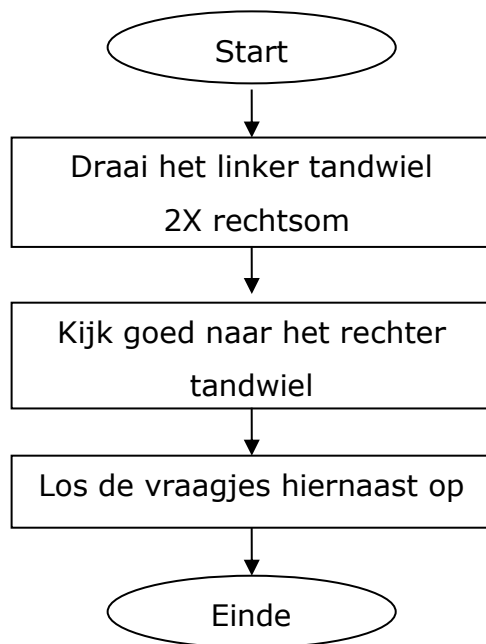 Start
Draai het linker tandwiel
2X rechtsom
Kijk goed naar het rechter
tandwiel
Los de vraagjes hiernaast op
Einde